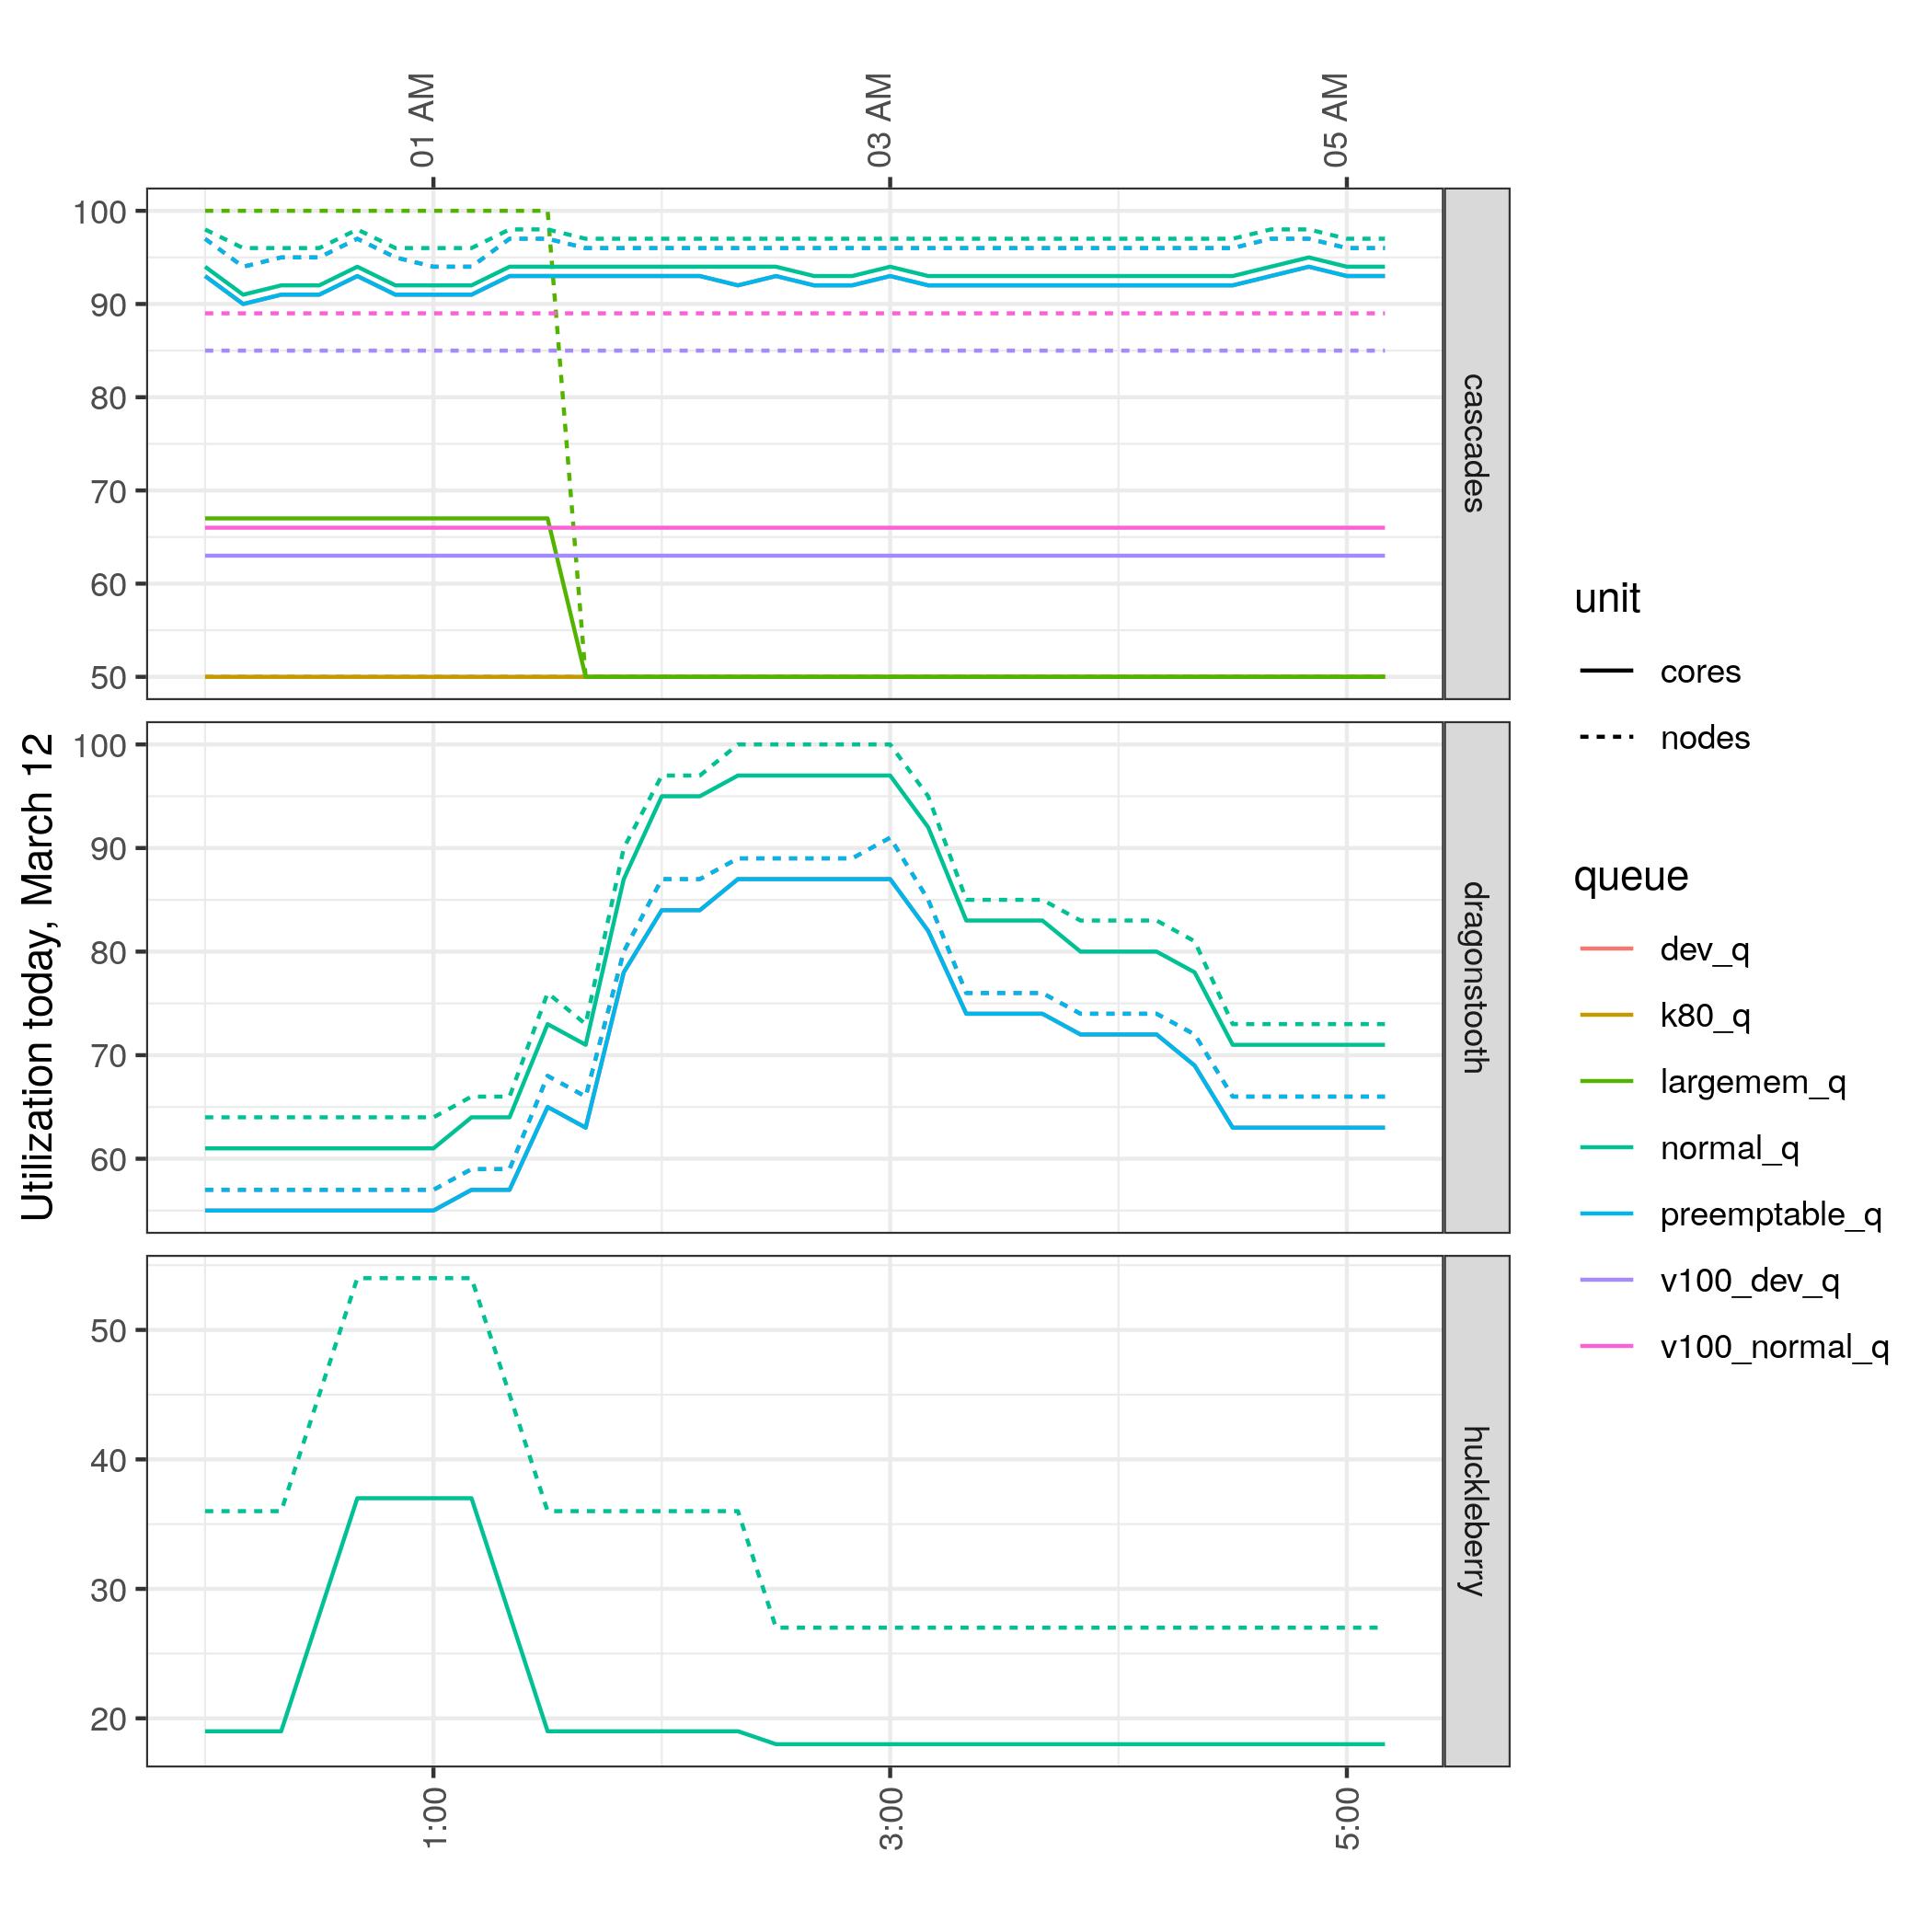 01 AM
03 AM
05 AM
100
90
80
70
60
50
cascades
Utilization today, March 12
100
90
80
70
60
dragonstooth
50
40
30
20
huckleberry
1:00
3:00
5:00
unit
cores
nodes
queue
dev_q
k80_q
largemem_q
normal_q
preemptable_q
v100_dev_q
v100_normal_q